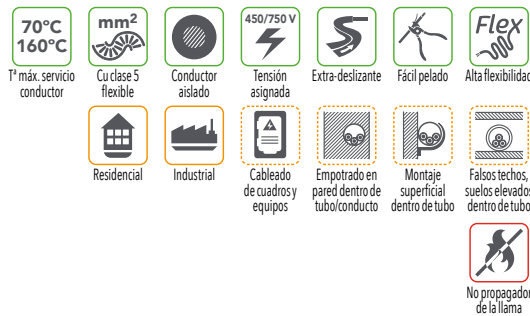 70°C
160°C
mm²
450/750 V
Flex
Tª máx. servicio
conductor
Cu clase 5
flexible
Conductor
aislado
Tensión
asignada
Extra-deslizante
Fácil pelado
Alta flexibilidad
Residencial
Industrial
Cableado
de cuadros y
equipos
Empotrado en
pared dentro de
tubo/conducto
Montaje
superficial
dentro de tubo
Falsos techos,
suelos elevados
dentro de tubo
No propagador
de la llama